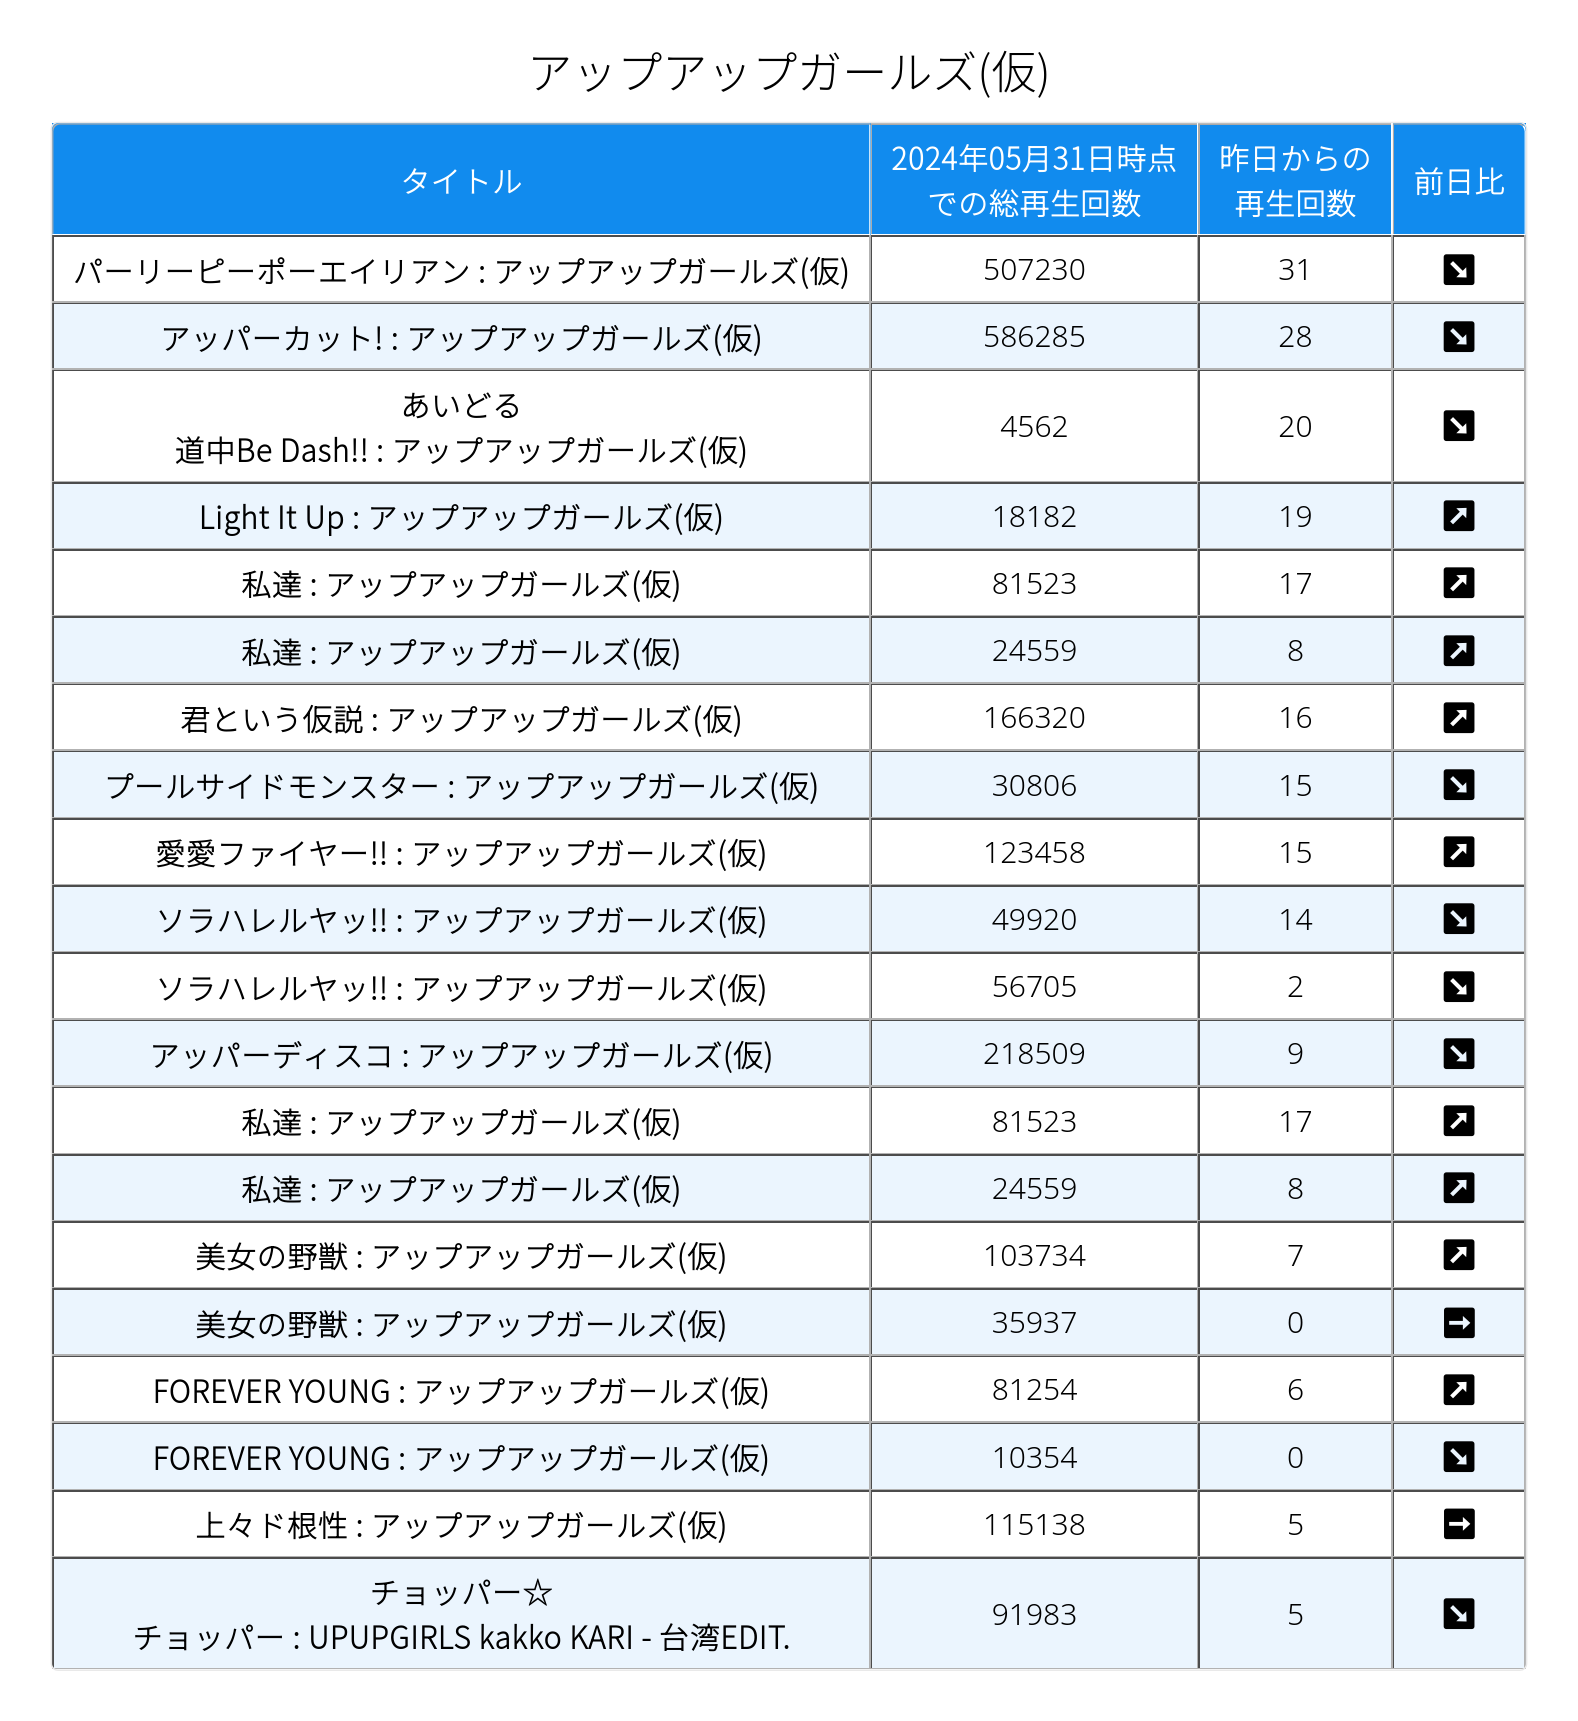 アップアップガールズ(仮)
タイトル
2024年05月31日時点
での総再生回数
昨日からの
再生回数
前日比
パーリーピーポーエイリアン : アップアップガールズ(仮) 507230 31 ↘
アッパーカット! : アップアップガールズ(仮) 586285 28 ↘
あいどる
道中Be Dash!! : アップアップガールズ(仮) 4562 20 ↘
Light It Up : アップアップガールズ(仮) 18182 19 ↗
私達 : アップアップガールズ(仮) 81523 17 ↗
私達 : アップアップガールズ(仮) 24559 8 ↗
君という仮説 : アップアップガールズ(仮) 166320 16 ↗
プールサイドモンスター : アップアップガールズ(仮) 30806 15 ↘
愛愛ファイヤー!! : アップアップガールズ(仮) 123458 15 ↗
ソラハレルヤッ!! : アップアップガールズ(仮) 49920 14 ↘
ソラハレルヤッ!! : アップアップガールズ(仮) 56705 2 ↘
アッパーディスコ : アップアップガールズ(仮) 218509 9 ↘
私達 : アップアップガールズ(仮) 81523 17 ↗
私達 : アップアップガールズ(仮) 24559 8 ↗
美女の野獣 : アップアップガールズ(仮) 103734 7 ↗
美女の野獣 : アップアップガールズ(仮) 35937 0 →
FOREVER YOUNG : アップアップガールズ(仮) 81254 6 ↗
FOREVER YOUNG : アップアップガールズ(仮) 10354 0 ↘
上々ド根性 : アップアップガールズ(仮) 115138 5 →
チョッパー☆
チョッパー : UPUPGIRLS kakko KARI - 台湾EDIT. 91983 5 ↘